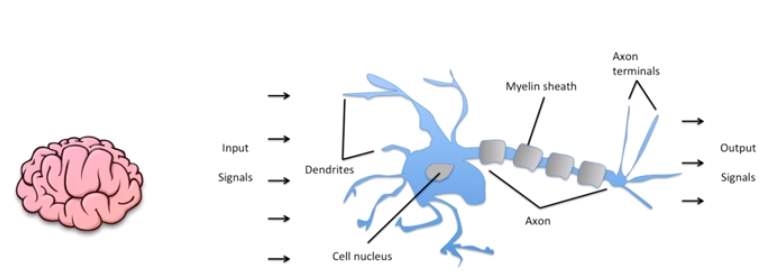 Axon
terminals
Myelin sheath
Input
Signals
Dendrites
Output
Signals
Axon
Cell nucleus